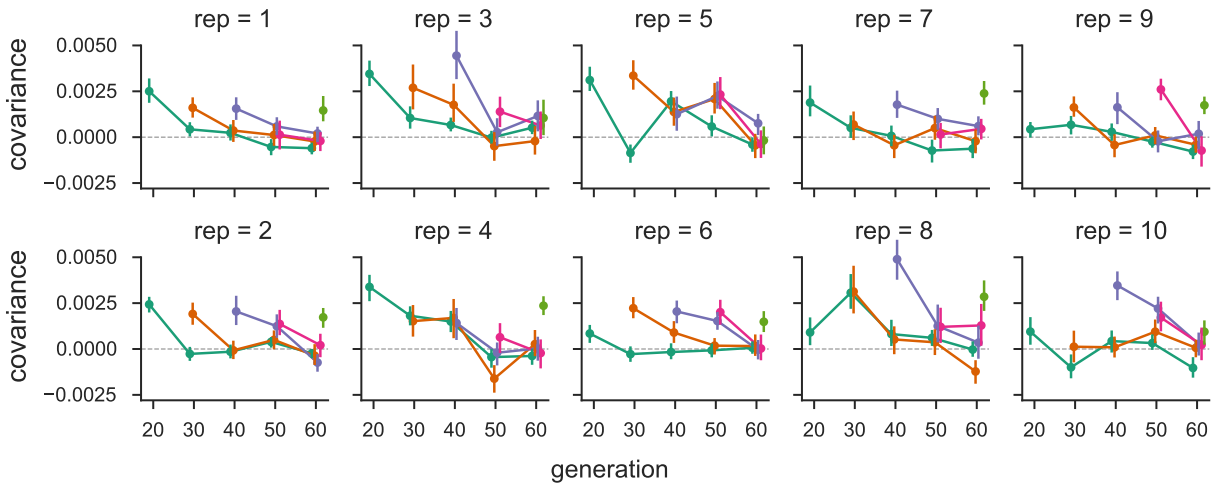 rep = 1 rep = 3 rep = 5 rep = 7 rep = 9
covariance
0.0050
0.0025
0.0000
−0.0025
rep = 2 rep = 4 rep = 6 rep = 8 rep = 10
covariance
0.0050
0.0025
0.0000
−0.0025
20 30 40 50 60 20 30 40 50 60 20 30 40 50 60 20 30 40 50 60 20 30 40 50 60
generation